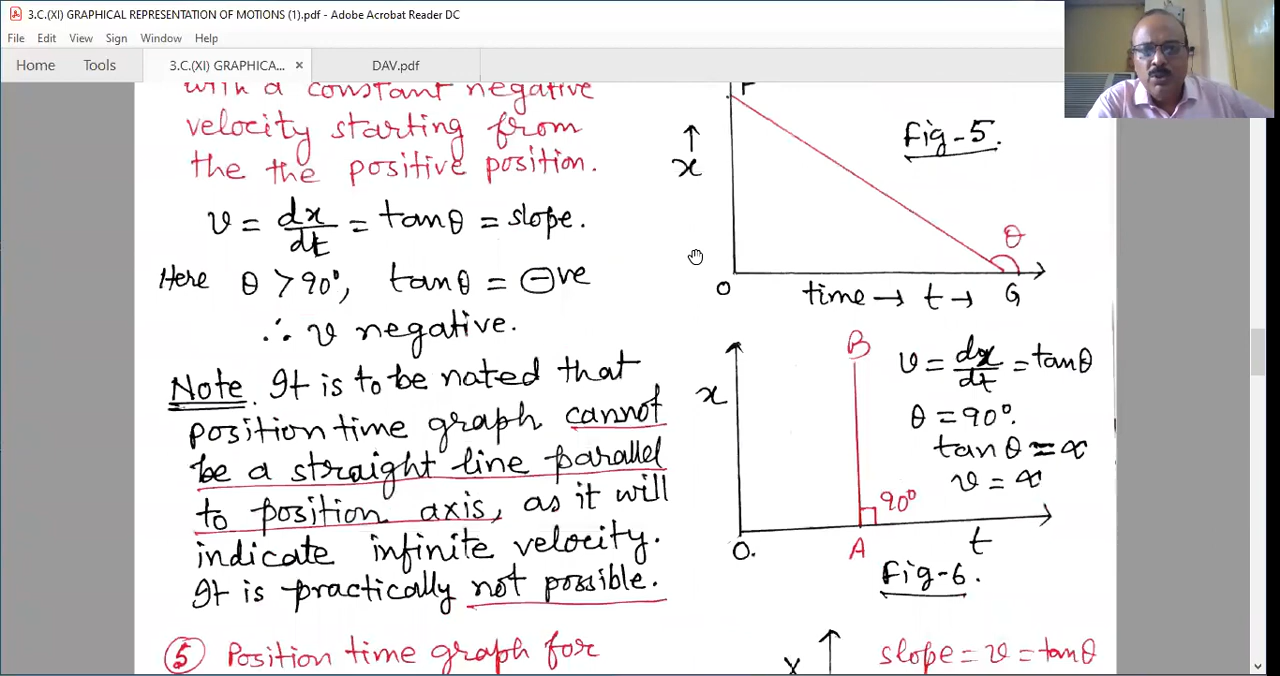 3.C.(XI) GRAPHICAL REPRESENTATION OF MOTIONS (1).pdf - Adobe Acrobat Reader DC
File Edit View Sign Window Help
Home Tools 3.C.(XI) GRAPHICA... × DAV.pdf
with a constant negative
velocity starting from
the the positive position.
v = dx/dt = tanθ = slope.
Here θ > 90°, tanθ = ⊖ve
∴ v negative.
Note. It is to be nated that
position time graph cannot
be a straight line parallel
to position axis, as it will
indicate infinite velocity.
It is practically not possible.
⑤ Position time graph for
F
↑
x
Fig-5.
θ
O
time → t → G
B
x
v = dx/dt = tanθ
θ = 90°.
tanθ = ∝
v = ∝
90°
O.
A
t
Fig-6.
X ↑
slope = v = tanθ